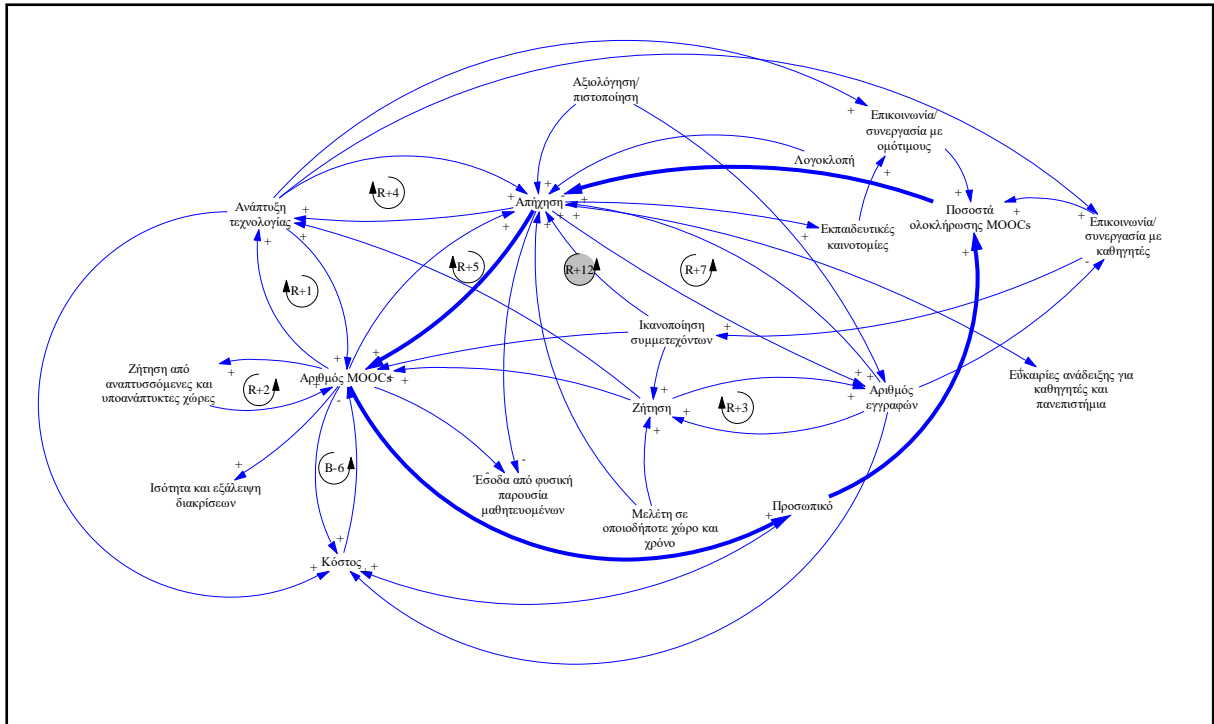 Αξιολόγηση/
πιστοποίηση
Επικοινωνία/
συνεργασία με
ομότιμους
Λογοκλοπή
R+4
Ανάπτυξη
τεχνολογίας
Απήχηση
Ποσοστά
ολοκλήρωσης MOOCs
Επικοινωνία/
συνεργασία με
καθηγητές
Εκπαιδευτικές
καινοτομίες
R+5
R+12
R+7
R+1
Ικανοποίηση
συμμετεχόντων
Ζήτηση από
αναπτυσσόμενες και
υποανάπτυκτες χώρες
R+2
Αριθμός MOOCs
Ζήτηση
R+3
Αριθμός
εγγραφών
Ευκαιρίες ανάδειξης για
καθηγητές και
πανεπιστήμια
B-6
Ισότητα και εξάλειψη
διακρίσεων
Έσοδα από φυσική
παρουσία
μαθητευομένων
Μελέτη σε
οποιοδήποτε χώρο και
χρόνο
Προσωπικό
Κόστος